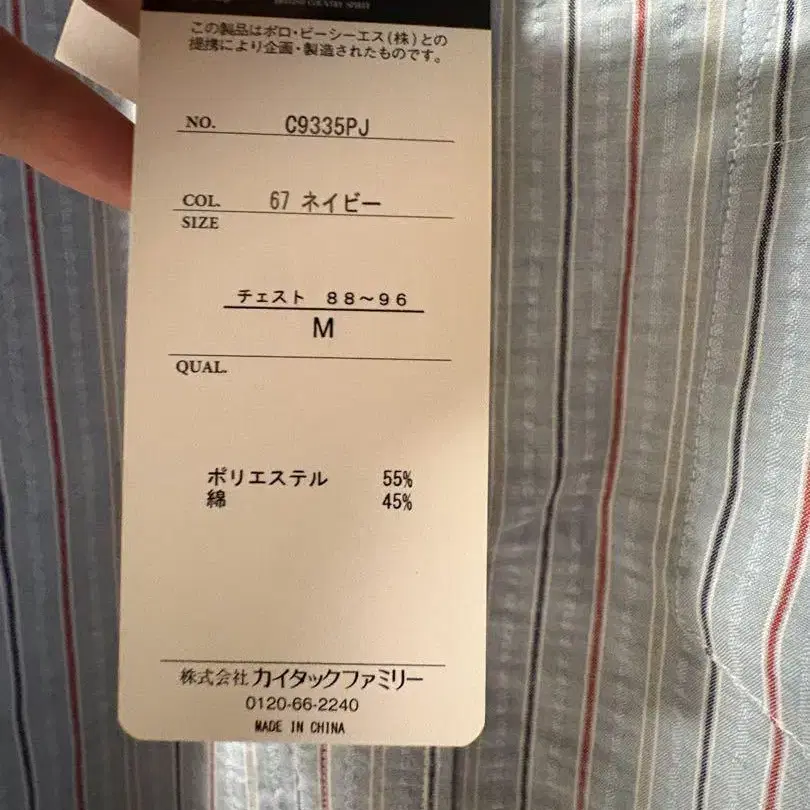 この製品はポロ・ビーシーエス(株)との
提携により企画・製造されたものです。
NO. C9335PJ
COL. 67 ネイビー
SIZE
チェスト 88～96
M
QUAL.
ポリエステル 55%
綿 45%
株式会社カイタックファミリー
0120-66-2240
MADE IN CHINA